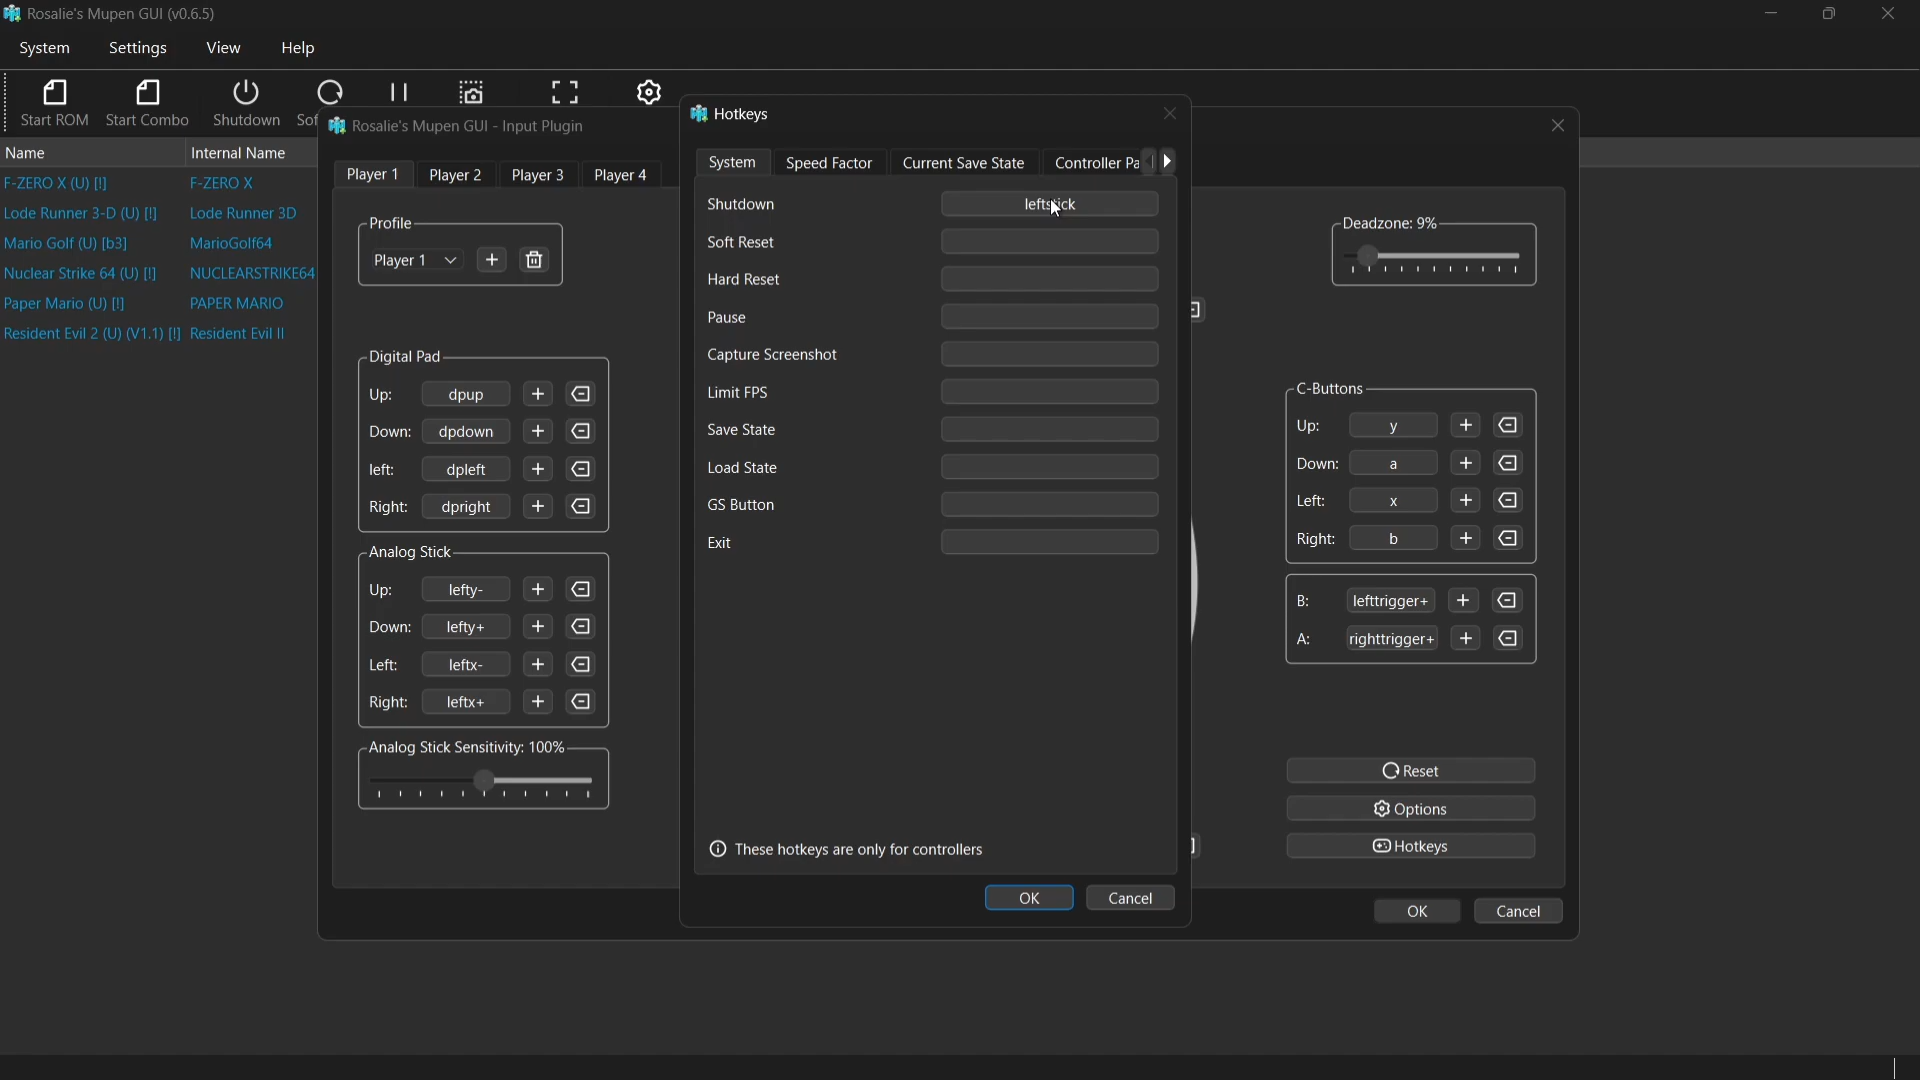 Rosalie's Mupen GUI (v0.6.5)
System Settings View Help
Start ROM Start Combo Shutdown Sof
Name Internal Name
F-ZERO X (U) [!] F-ZERO X
Lode Runner 3-D (U) [!] Lode Runner 3D
Mario Golf (U) [b3] MarioGolf64
Nuclear Strike 64 (U) [!] NUCLEARSTRIKE64
Paper Mario (U) [!] PAPER MARIO
Resident Evil 2 (U) (V1.1) [!] Resident Evil II
Rosalie's Mupen GUI - Input Plugin
Player 1 Player 2 Player 3 Player 4
Profile
Player 1
Digital Pad
Up: dpup
Down: dpdown
left: dpleft
Right: dpright
Analog Stick
Up: lefty-
Down: lefty+
Left: leftx-
Right: leftx+
Analog Stick Sensitivity: 100%
Hotkeys
System Speed Factor Current Save State Controller Pa
Shutdown leftstick
Soft Reset
Hard Reset
Pause
Capture Screenshot
Limit FPS
Save State
Load State
GS Button
Exit
These hotkeys are only for controllers
OK Cancel
Deadzone: 9%
C-Buttons
Up: y
Down: a
Left: x
Right: b
B: lefttrigger+
A: righttrigger+
Reset
Options
Hotkeys
OK Cancel